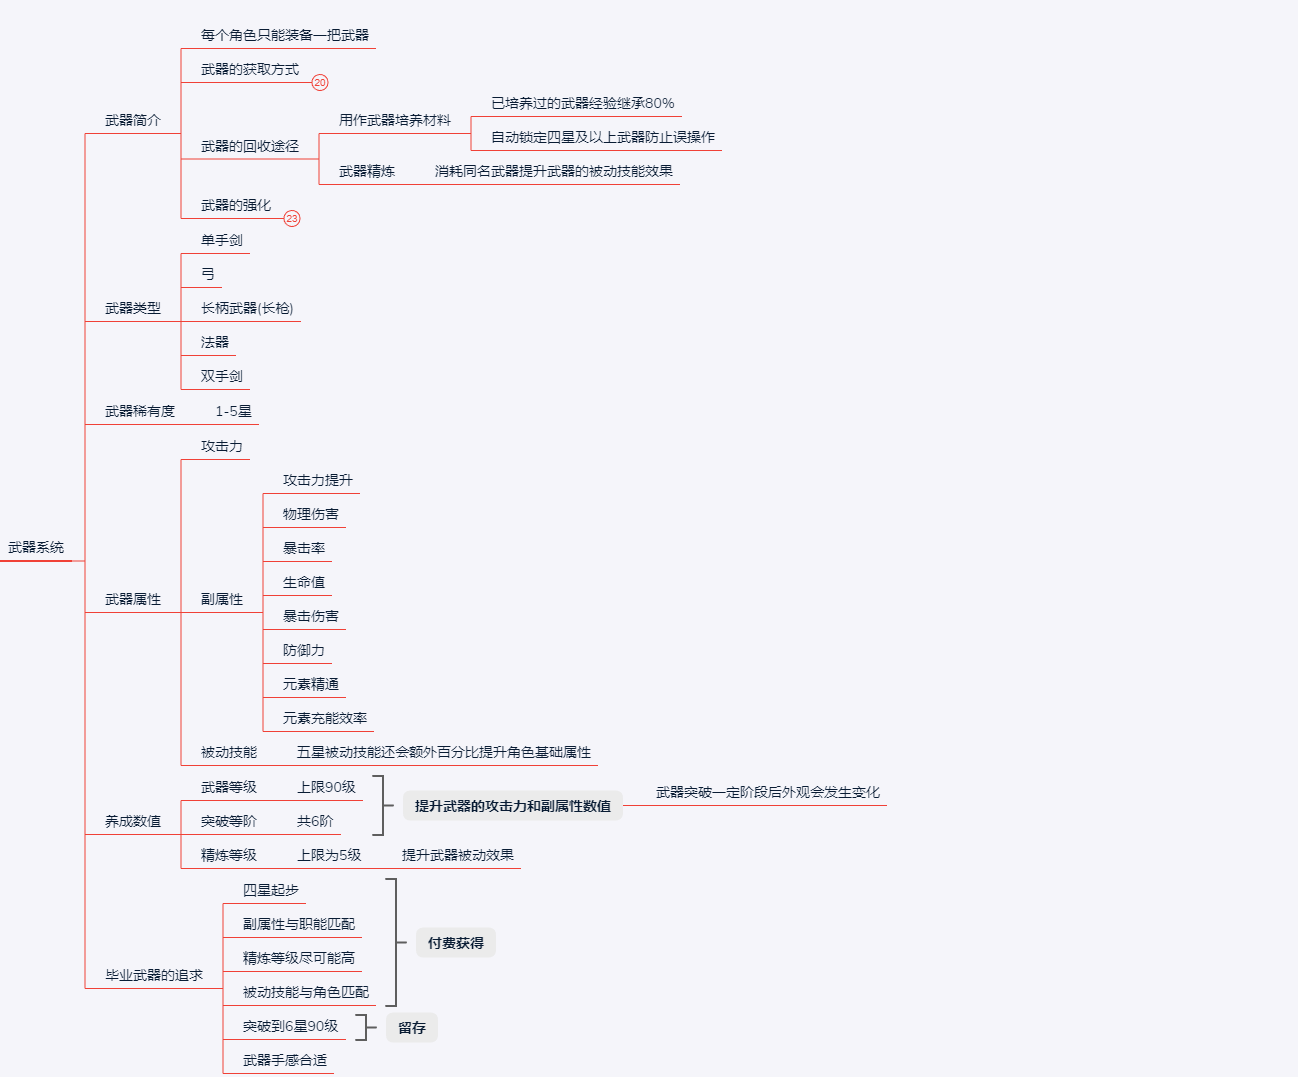 武器系统
武器简介
每个角色只能装备一把武器
武器的获取方式 20
武器的回收途径
用作武器培养材料
已培养过的武器经验继承80%
自动锁定四星及以上武器防止误操作
武器精炼 消耗同名武器提升武器的被动技能效果
武器的强化 23
武器类型
单手剑
弓
长柄武器(长枪)
法器
双手剑
武器稀有度 1-5星
武器属性
攻击力
副属性
攻击力提升
物理伤害
暴击率
生命值
暴击伤害
防御力
元素精通
元素充能效率
被动技能 五星被动技能还会额外百分比提升角色基础属性
养成数值
武器等级 上限90级
突破等阶 共6阶
提升武器的攻击力和副属性数值 武器突破一定阶段后外观会发生变化
精炼等级 上限为5级 提升武器被动效果
毕业武器的追求
四星起步
副属性与职能匹配
精炼等级尽可能高
被动技能与角色匹配
付费获得
突破到6星90级 留存
武器手感合适